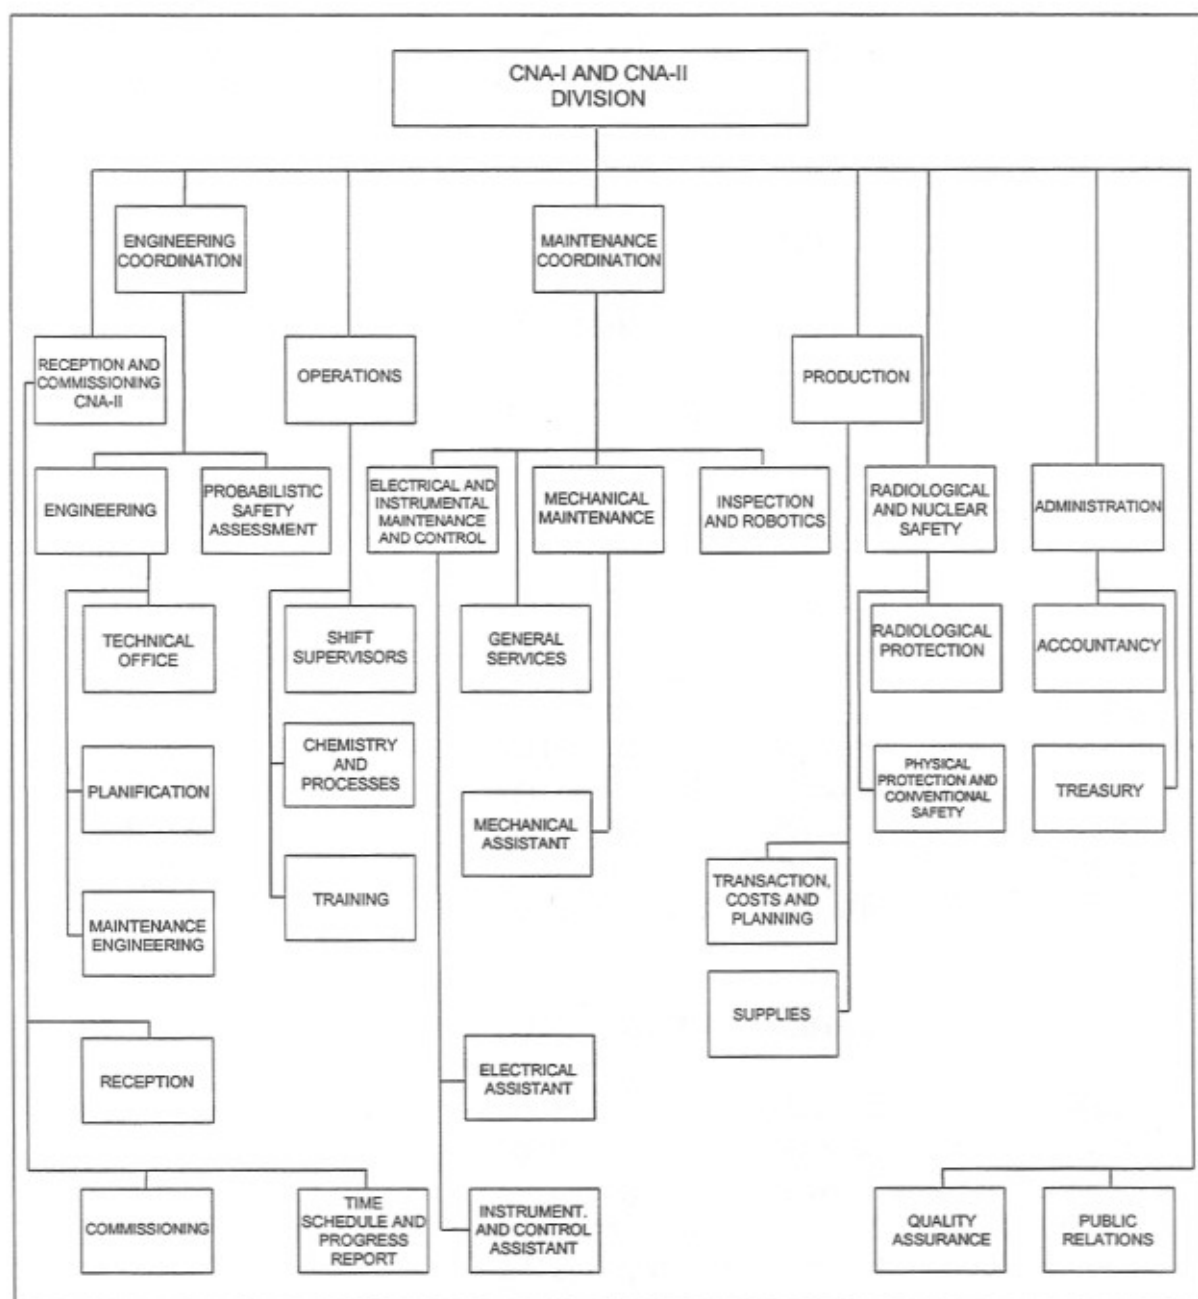 CNA-I AND CNA-II
DIVISION
ENGINEERING
COORDINATION
MAINTENANCE
COORDINATION
RECEPTION AND
COMMISSIONING
CNA-II
OPERATIONS
PRODUCTION
ENGINEERING
PROBABILISTIC
SAFETY
ASSESSMENT
ELECTRICAL AND
INSTRUMENTAL
MAINTENANCE
AND CONTROL
MECHANICAL
MAINTENANCE
INSPECTION
AND ROBOTICS
RADIOLOGICAL
AND NUCLEAR
SAFETY
ADMINISTRATION
TECHNICAL
OFFICE
SHIFT
SUPERVISORS
GENERAL
SERVICES
RADIOLOGICAL
PROTECTION
ACCOUNTANCY
PLANIFICATION
CHEMISTRY
AND
PROCESSES
MECHANICAL
ASSISTANT
PHYSICAL
PROTECTION AND
CONVENTIONAL
SAFETY
TREASURY
MAINTENANCE
ENGINEERING
TRAINING
TRANSACTION,
COSTS AND
PLANNING
SUPPLIES
RECEPTION
ELECTRICAL
ASSISTANT
COMMISSIONING
TIME
SCHEDULE AND
PROGRESS
REPORT
INSTRUMENT.
AND CONTROL
ASSISTANT
QUALITY
ASSURANCE
PUBLIC
RELATIONS